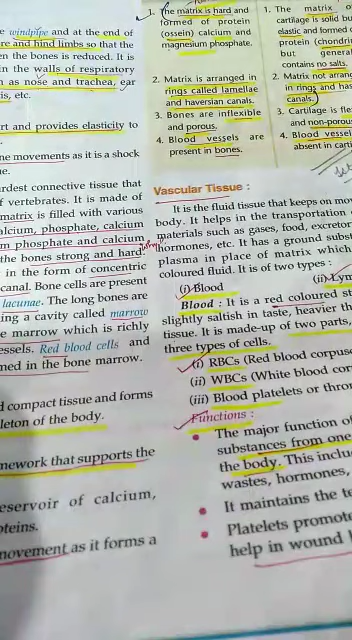 windpipe and at the end of
re and hind limbs so that the
en the bones is reduced. It is
n the walls of respiratory
as nose and trachea, ear
is, etc.
rt and provides elasticity to
ne movements as it is a shock
ue.
rdest connective tissue that
f vertebrates. It is made of
matrix is filled with various
alcium, phosphate, calcium
m phosphate and calcium
the bones strong and hard.
in the form of concentric
canal. Bone cells are present
lacunae. The long bones are
ing a cavity called marrow
e marrow which is richly
essels. Red blood cells and
med in the bone marrow.
d compact tissue and forms
leton of the body.
mework that supports the
eservoir of calcium,
oteins.
movement as it forms a
1. The matrix is hard and
formed of protein
(ossein) calcium and
magnesium phosphate.
2. Matrix is arranged in
rings called lamellae
and haversian canals.
3. Bones are inflexible
and porous.
4. Blood vessels are
present in bones.
1. The matrix o
cartilage is solid bu
elastic and formed o
protein (chondri
but general
contains no salts.
2. Matrix not arran
in rings and has
canals.
3. Cartilage is fle
and non-porous
4. Blood vessel
absent in carti
Vascular Tissue :
It is the fluid tissue that keeps on mov
body. It helps in the transportation
materials such as gases, food, excretor
hormones, etc. It has a ground subst
plasma in place of matrix which
coloured fluid. It is of two types :
(i) Blood
(ii) Lym
Blood : It is a red coloured st
slightly saltish in taste, heavier th
tissue. It is made-up of two parts,
three types of cells.
(i) RBCs (Red blood corpus
(ii) WBCs (White blood cor
(iii) Blood platelets or thro
Functions :
• The major function of
substances from one
the body. This inclu
wastes, hormones,
• It maintains the te
• Platelets promot
help in wound